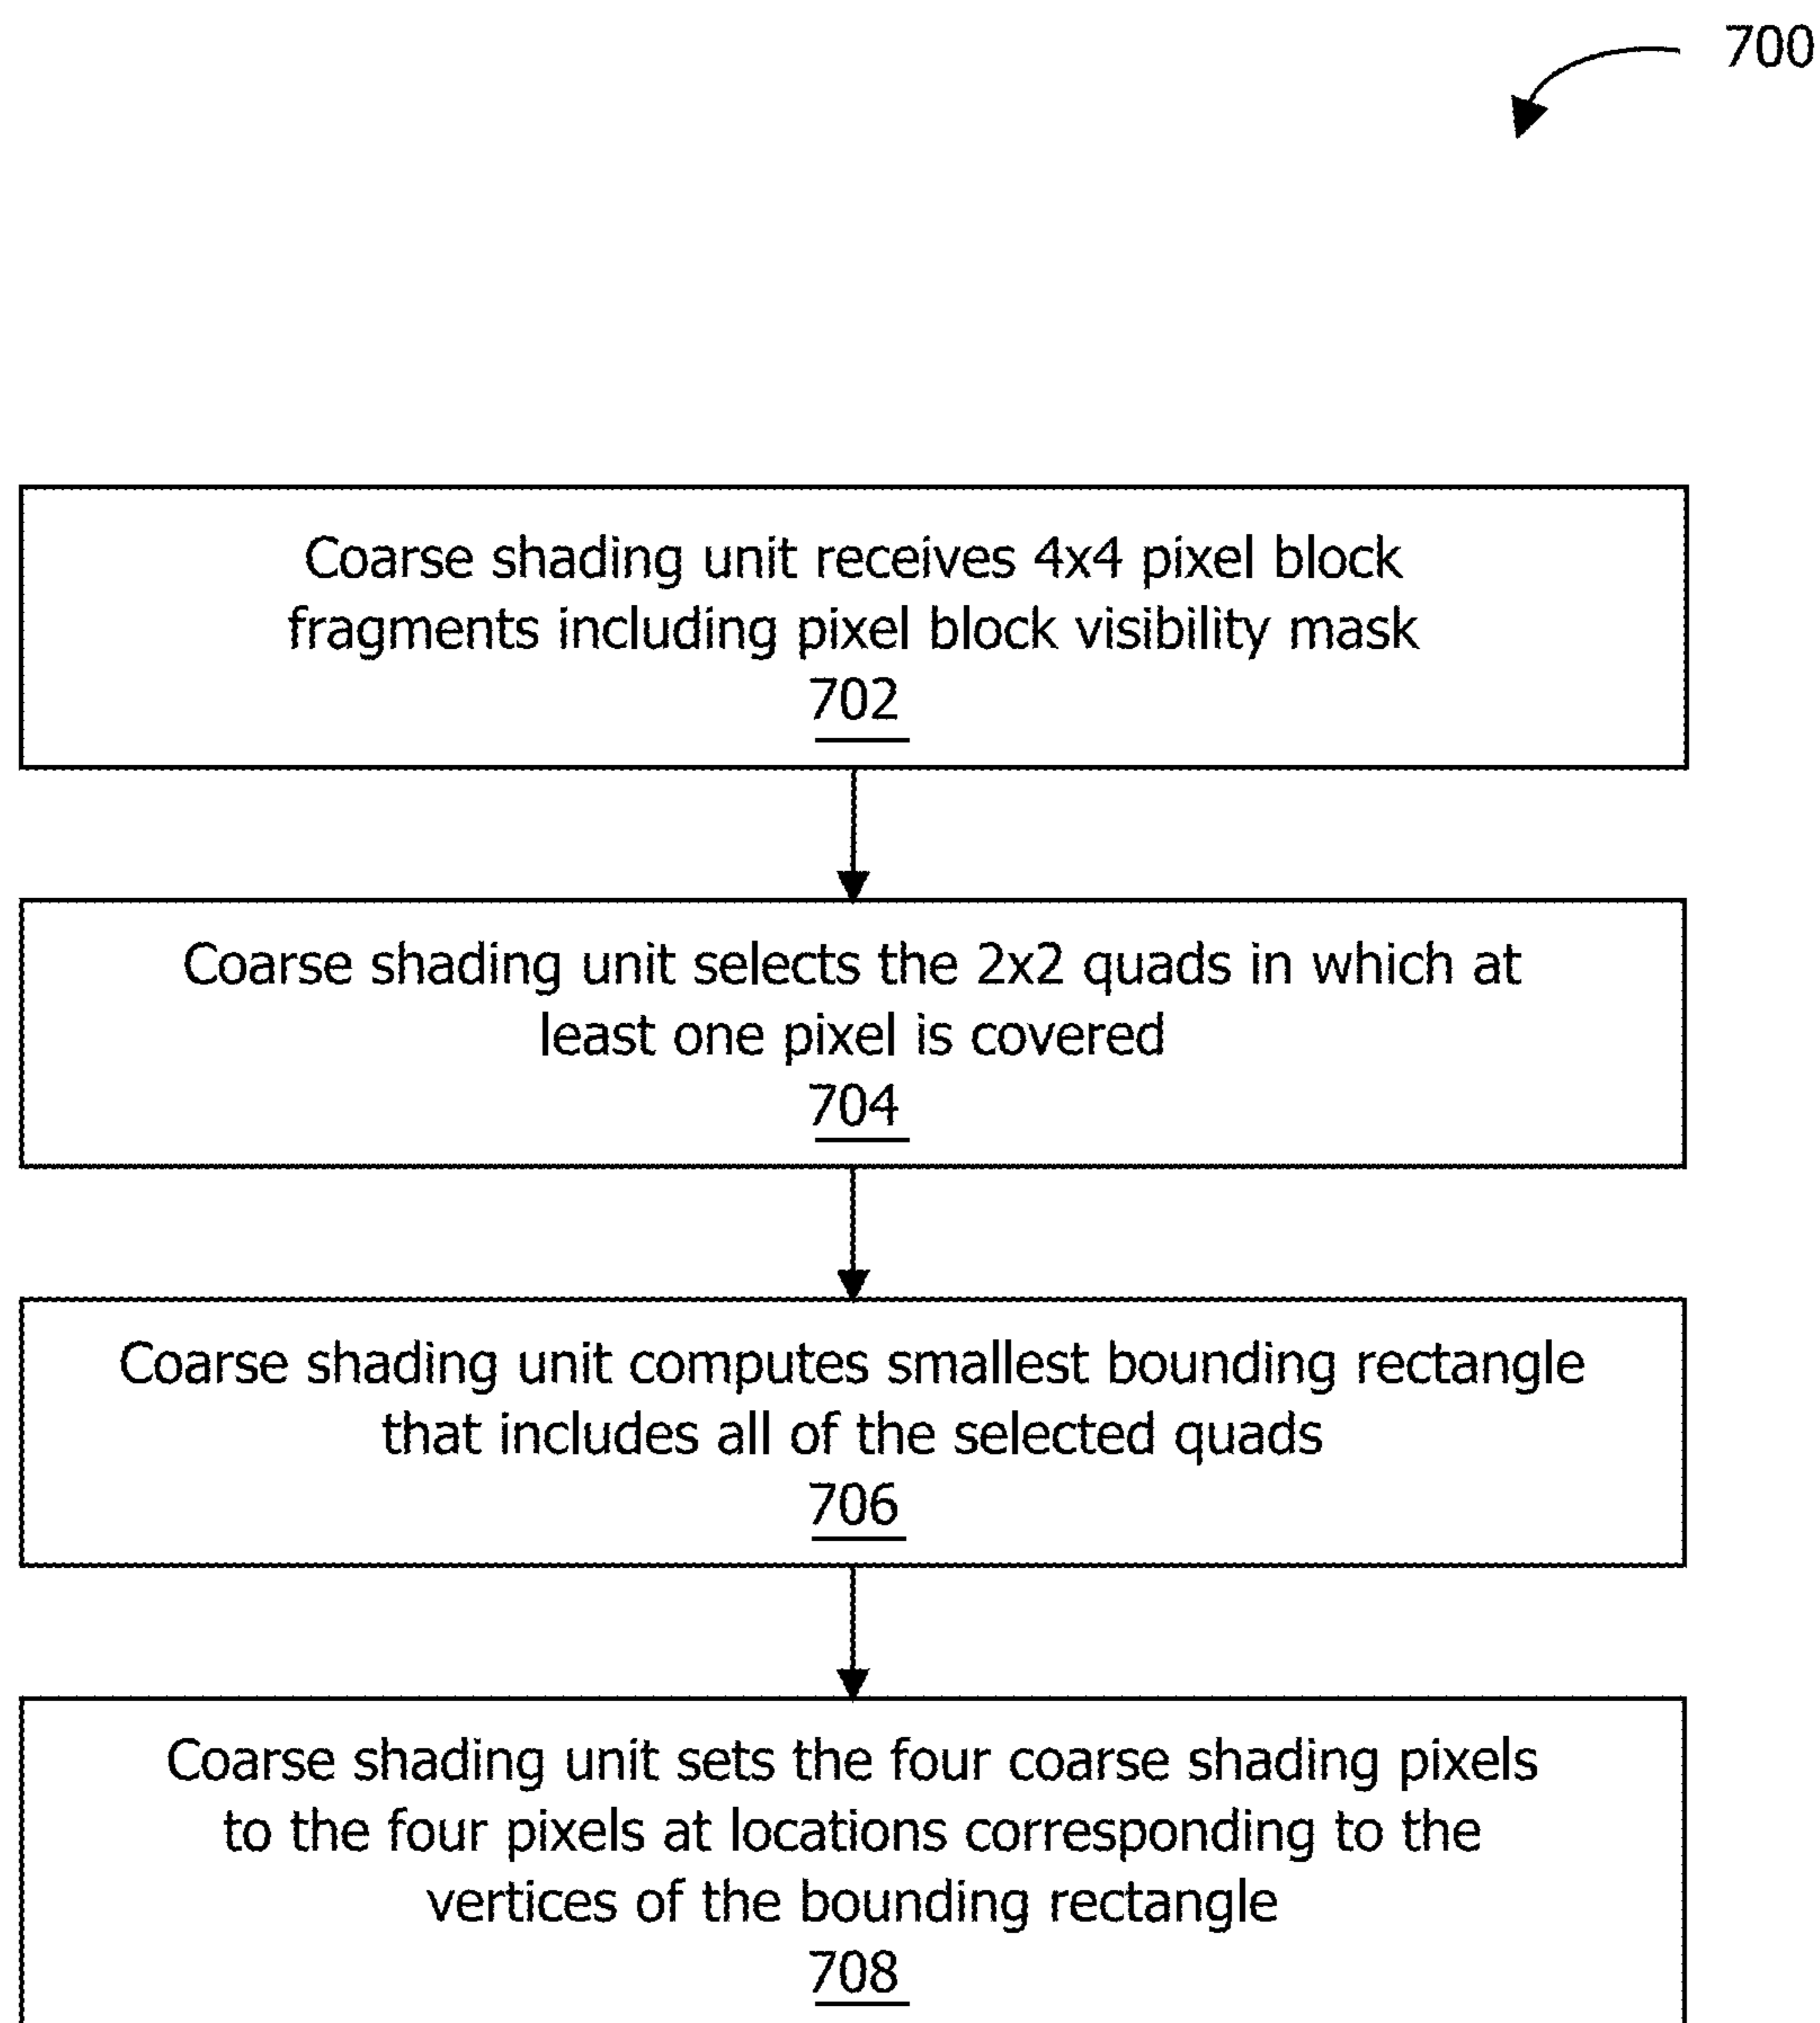 700
Coarse shading unit receives 4x4 pixel block
fragments including pixel block visibility mask
702
Coarse shading unit selects the 2x2 quads in which at
least one pixel is covered
704
Coarse shading unit computes smallest bounding rectangle
that includes all of the selected quads
706
Coarse shading unit sets the four coarse shading pixels
to the four pixels at locations corresponding to the
vertices of the bounding rectangle
708